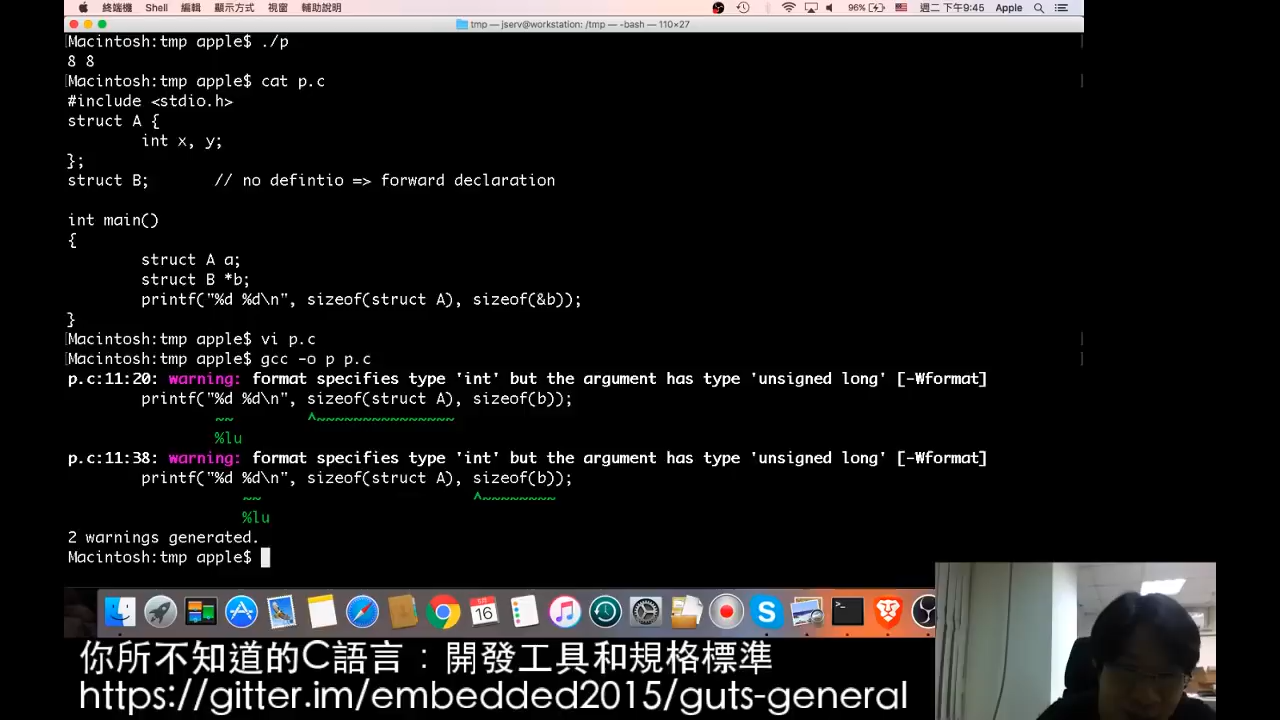 終端機 Shell 編輯 顯示方式 視窗 輔助說明 96% 週二 下午9:45 Apple
tmp — jserv@workstation: /tmp — -bash — 110×27
Macintosh:tmp apple$ ./p
8 8
Macintosh:tmp apple$ cat p.c
#include <stdio.h>
struct A {
int x, y;
};
struct B; // no defintio => forward declaration
int main()
{
struct A a;
struct B *b;
printf("%d %d\n", sizeof(struct A), sizeof(&b));
}
Macintosh:tmp apple$ vi p.c
Macintosh:tmp apple$ gcc -o p p.c
p.c:11:20: warning: format specifies type 'int' but the argument has type 'unsigned long' [-Wformat]
printf("%d %d\n", sizeof(struct A), sizeof(b));
~~ ^~~~~~~~~~~~~~~~
%lu
p.c:11:38: warning: format specifies type 'int' but the argument has type 'unsigned long' [-Wformat]
printf("%d %d\n", sizeof(struct A), sizeof(b));
~~ ^~~~~~~~~
%lu
2 warnings generated.
Macintosh:tmp apple$
16
你所不知道的C語言：開發工具和規格標準
https://gitter.im/embedded2015/guts-general